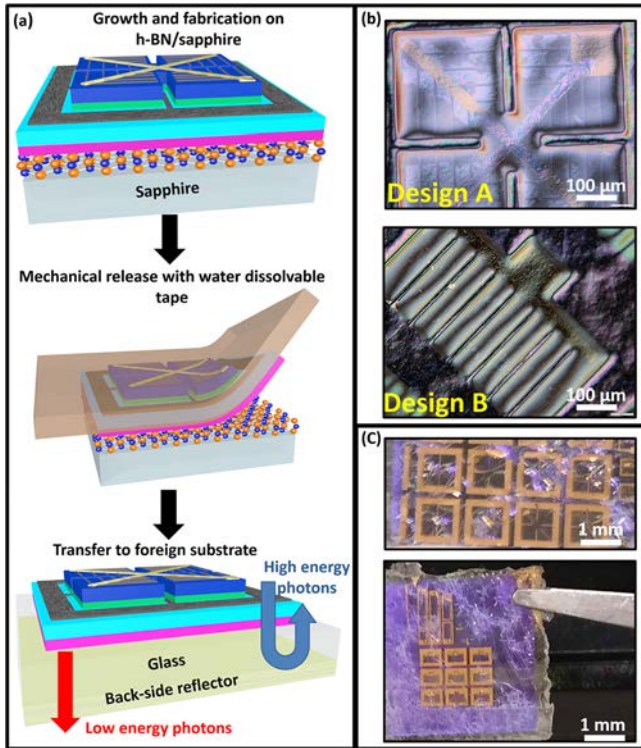 (a)
Growth and fabrication on
h-BN/sapphire
Sapphire
Mechanical release with water dissolvable
tape
Transfer to foreign substrate
High energy
photons
Glass
Back-side reflector
Low energy photons
(b)
Design A
100 µm
Design B
100 µm
(C)
1 mm
1 mm